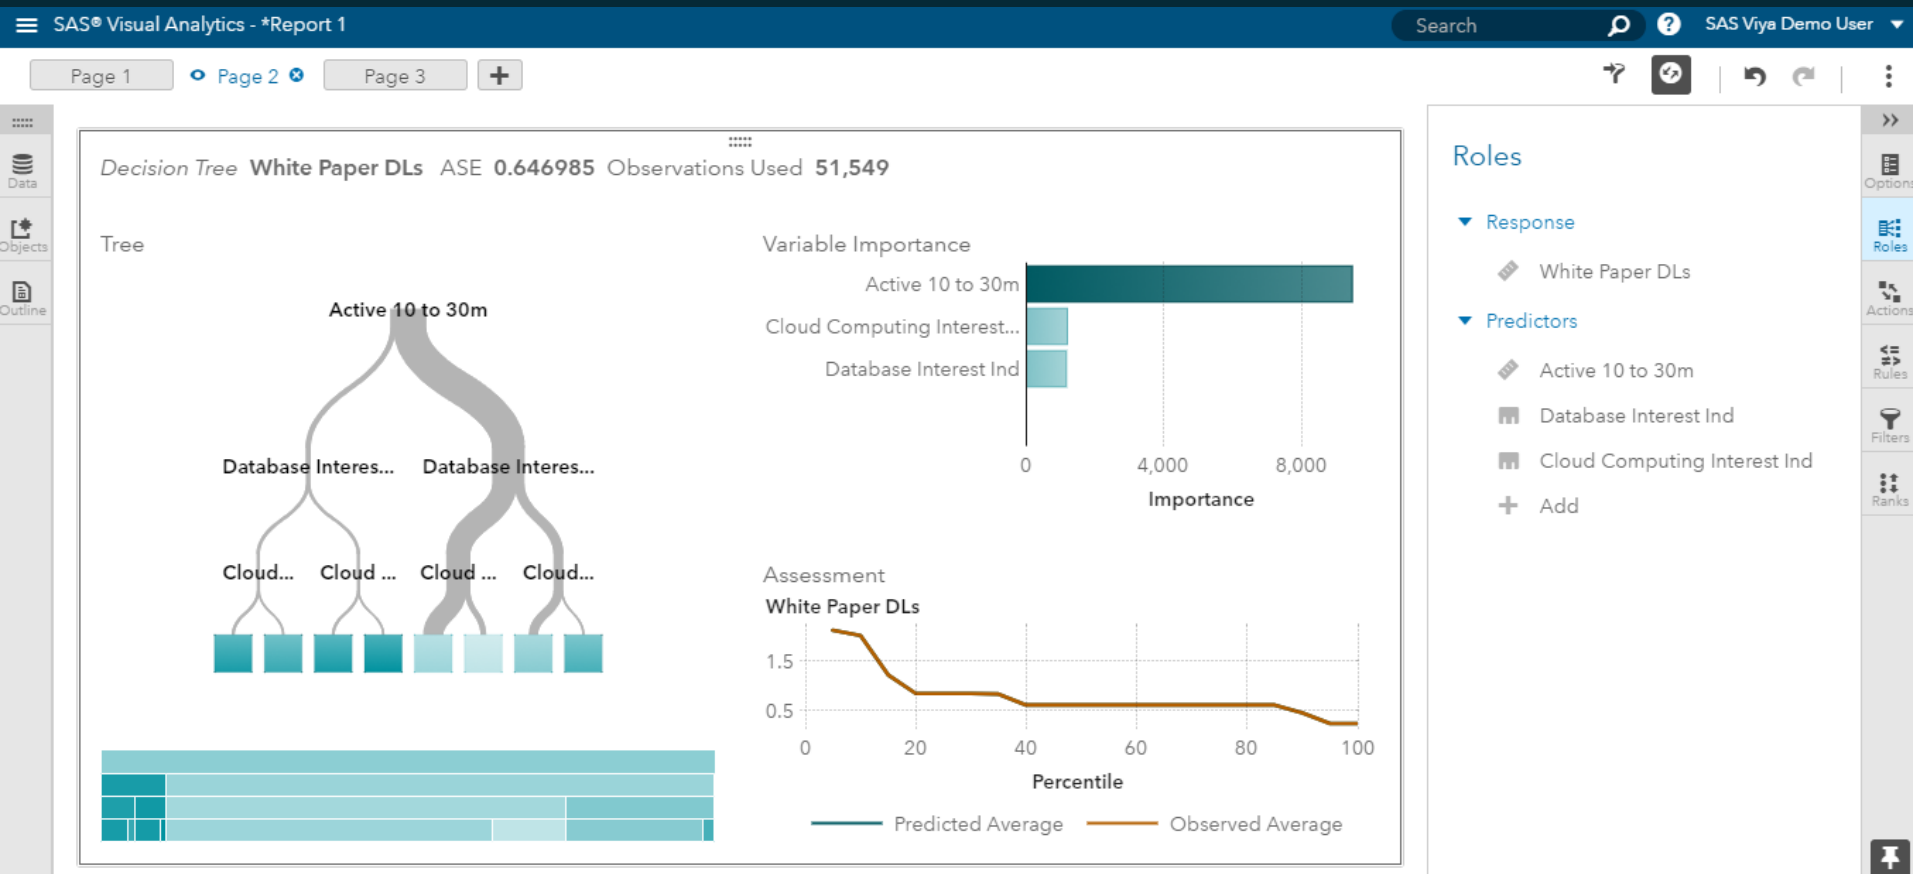 SAS® Visual Analytics - *Report 1
Search
SAS Viya Demo User
Page 1
Page 2
Page 3
Data
Objects
Outline
Decision Tree White Paper DLs ASE 0.646985 Observations Used 51,549
Tree
Active 10 to 30m
Database Interes... Database Interes...
Cloud... Cloud ... Cloud ... Cloud...
Variable Importance
Active 10 to 30m
Cloud Computing Interest...
Database Interest Ind
0 4,000 8,000
Importance
Assessment
White Paper DLs
1.5
0.5
0 20 40 60 80 100
Percentile
Predicted Average Observed Average
Roles
Response
White Paper DLs
Predictors
Active 10 to 30m
Database Interest Ind
Cloud Computing Interest Ind
Add
Options
Roles
Actions
Rules
Filters
Ranks